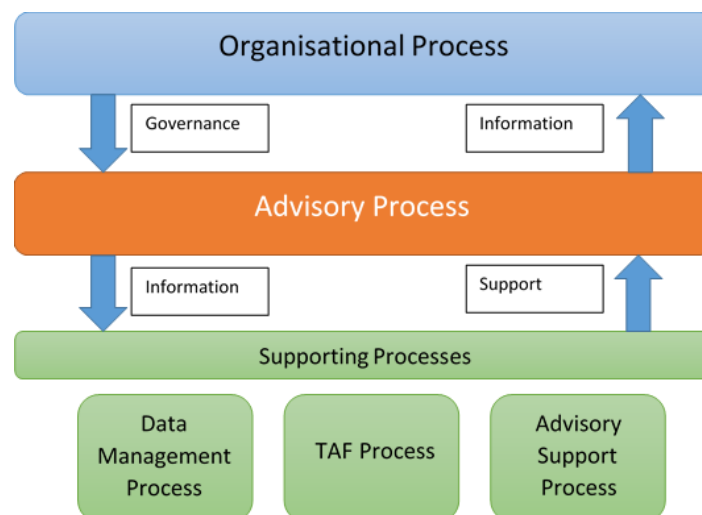 Organisational Process
Governance
Information
Advisory Process
Information
Support
Supporting Processes
Data
Management
Process
TAF Process
Advisory
Support
Process